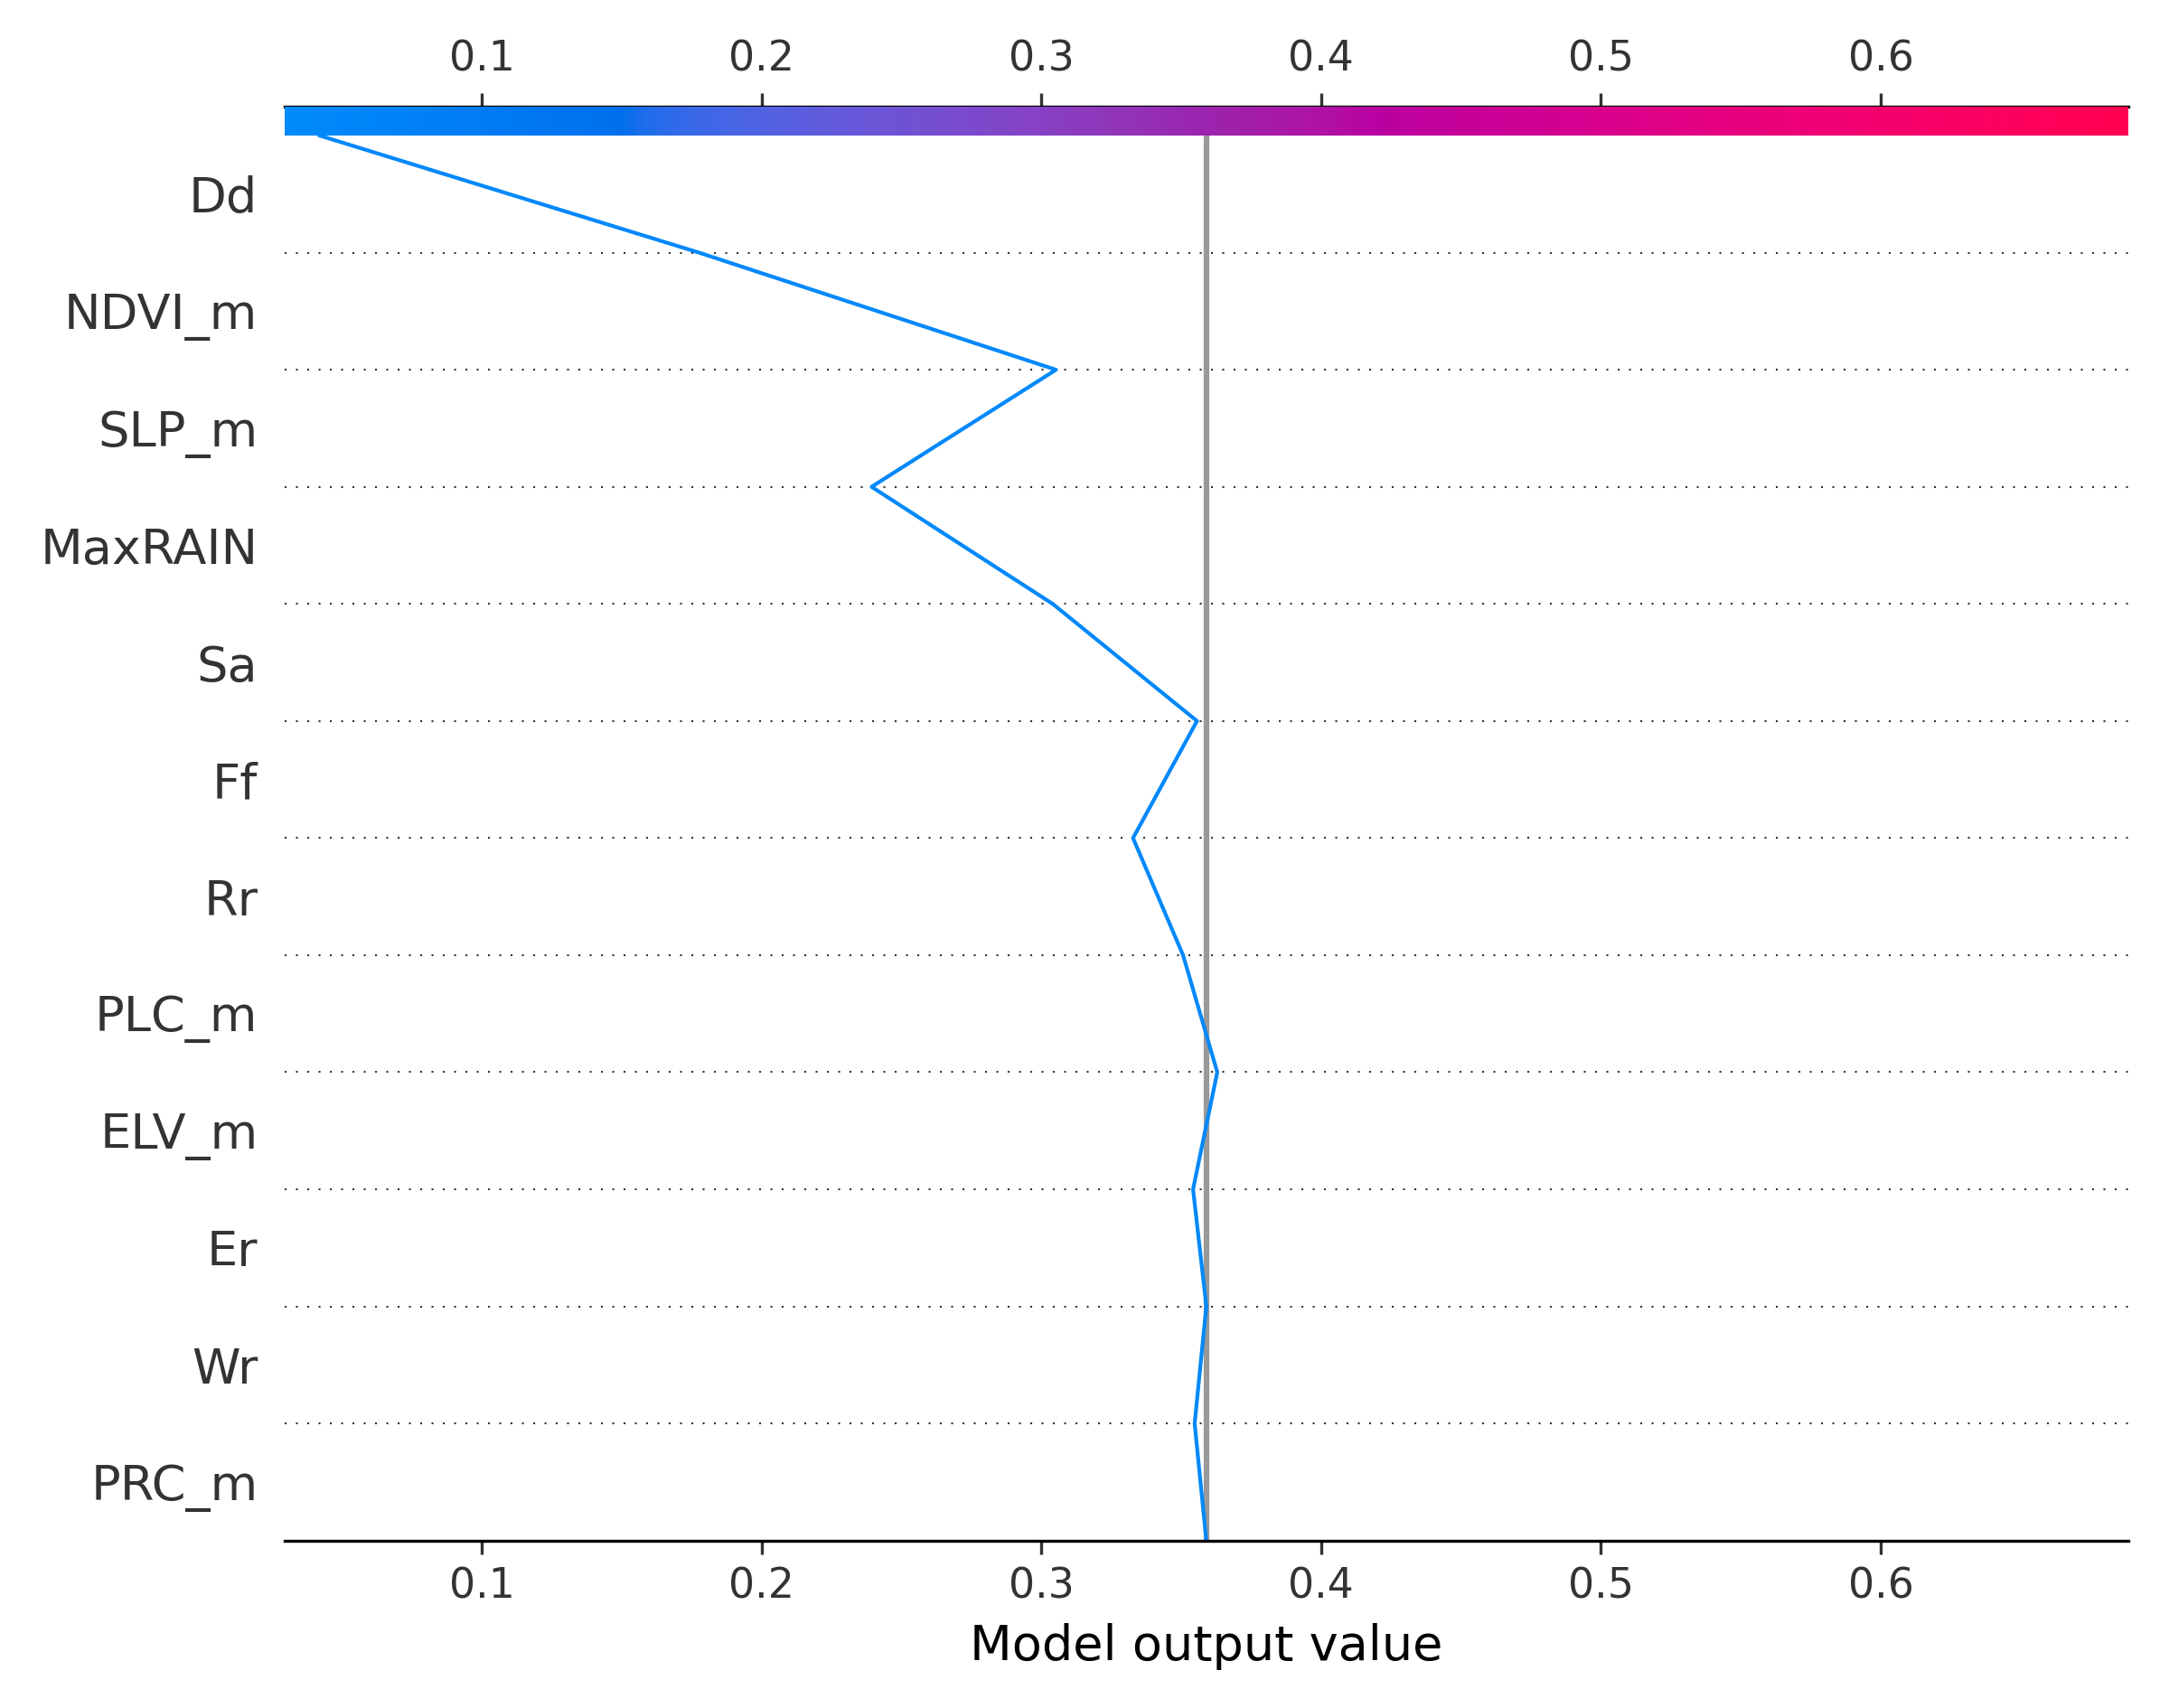 0.1 0.2 0.3 0.4 0.5 0.6
Dd
NDVI_m
SLP_m
MaxRAIN
Sa
Ff
Rr
PLC_m
ELV_m
Er
Wr
PRC_m
0.1 0.2 0.3 0.4 0.5 0.6
Model output value